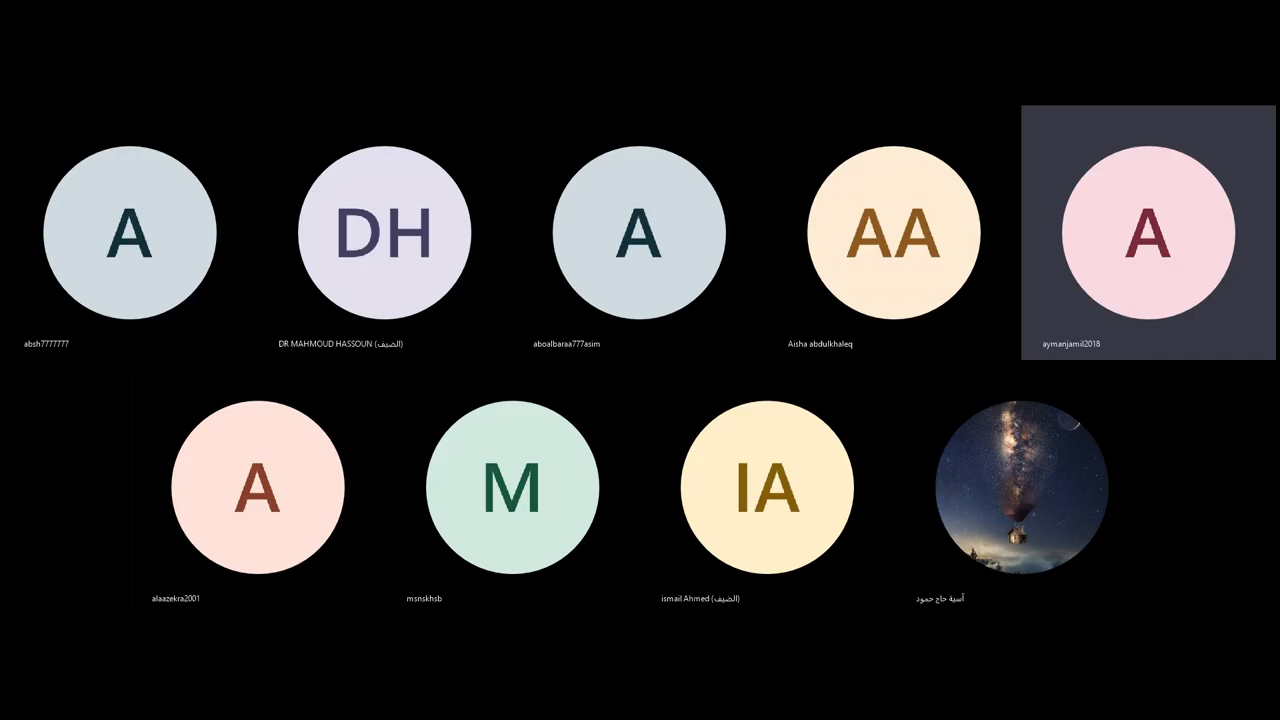 A
DH
A
AA
A
absh7777777
DR MAHMOUD HASSOUN (الضيف)
aboalbaraa777asim
Aisha abdulkhaleq
aymanjamil2018
A
M
IA
alaazekra2001
msnskhsb
ismail Ahmed (الضيف)
آسية حاج حمود